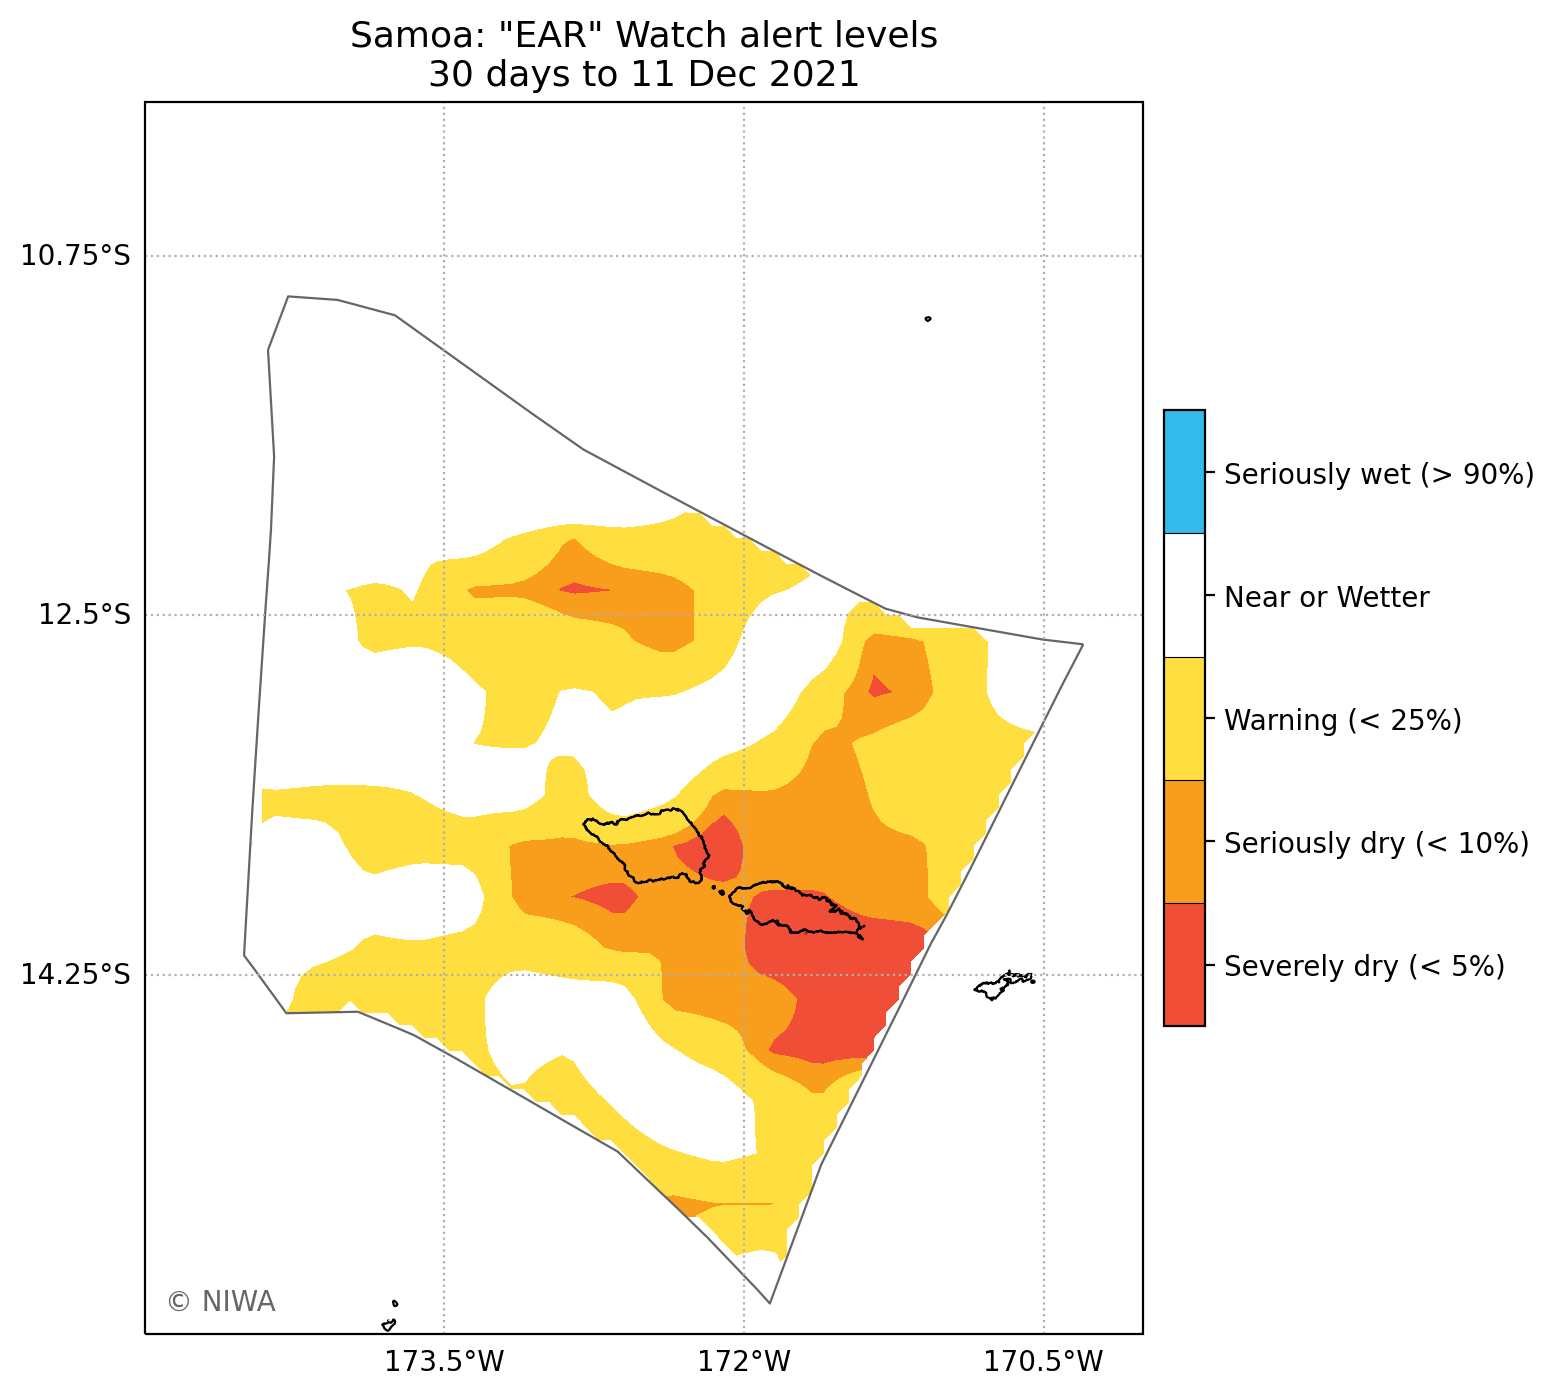 Samoa: "EAR" Watch alert levels
30 days to 11 Dec 2021
10.75°S
12.5°S
14.25°S
173.5°W
172°W
170.5°W
© NIWA
Seriously wet (> 90%)
Near or Wetter
Warning (< 25%)
Seriously dry (< 10%)
Severely dry (< 5%)